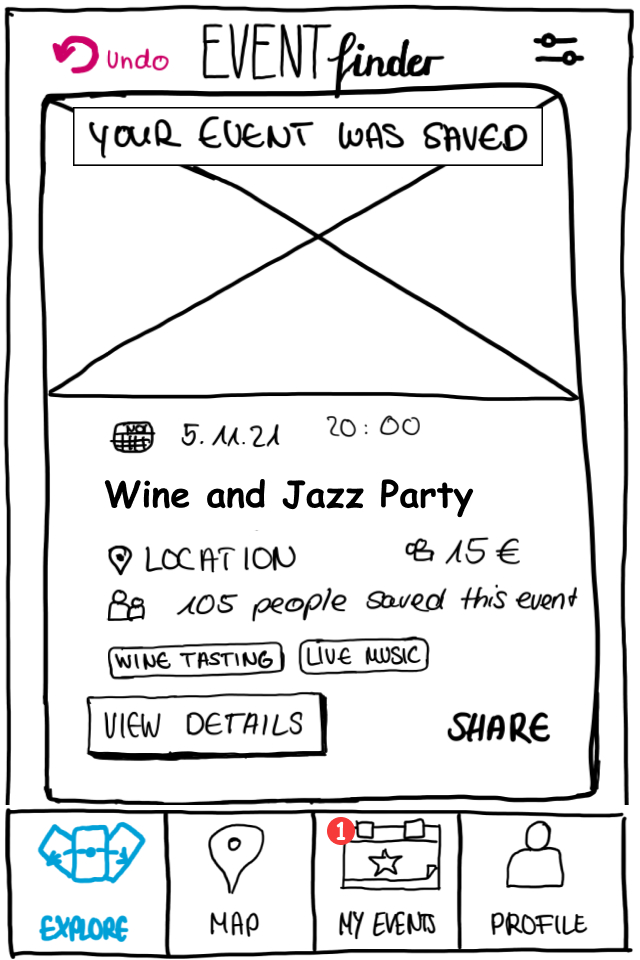 Undo
EVENT finder
YOUR EVENT WAS SAVED
5.11.21 20:00
Wine and Jazz Party
LOCATION 15 €
105 people saved this event
WINE TASTING LIVE MUSIC
VIEW DETAILS SHARE
1
EXPLORE MAP MY EVENTS PROFILE